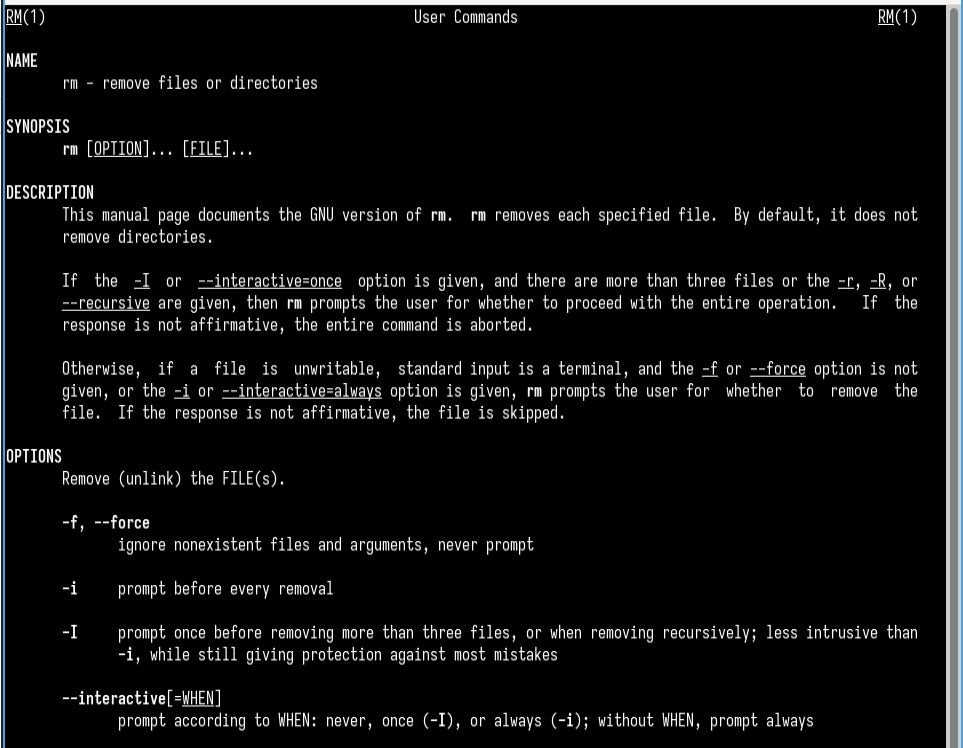 RM(1) User Commands RM(1)
NAME
rm - remove files or directories
SYNOPSIS
rm [OPTION]... [FILE]...
DESCRIPTION
This manual page documents the GNU version of rm. rm removes each specified file. By default, it does not
remove directories.
If the -I or --interactive=once option is given, and there are more than three files or the -r, -R, or
--recursive are given, then rm prompts the user for whether to proceed with the entire operation. If the
response is not affirmative, the entire command is aborted.
Otherwise, if a file is unwritable, standard input is a terminal, and the -f or --force option is not
given, or the -i or --interactive=always option is given, rm prompts the user for whether to remove the
file. If the response is not affirmative, the file is skipped.
OPTIONS
Remove (unlink) the FILE(s).
-f, --force
ignore nonexistent files and arguments, never prompt
-i prompt before every removal
-I prompt once before removing more than three files, or when removing recursively; less intrusive than
-i, while still giving protection against most mistakes
--interactive[=WHEN]
prompt according to WHEN: never, once (-I), or always (-i); without WHEN, prompt always